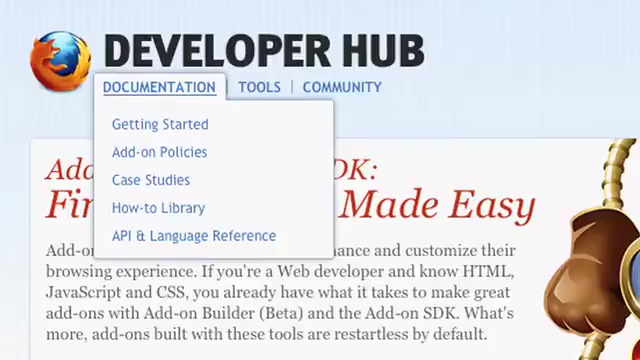 DEVELOPER HUB
DOCUMENTATION | TOOLS | COMMUNITY
Getting Started
Add-on Policies
Case Studies
How-to Library
API & Language Reference
DK:
Made Easy
Add-on nance and customize their
browsing experience. If you're a Web developer and know HTML,
JavaScript and CSS, you already have what it takes to make great
add-ons with Add-on Builder (Beta) and the Add-on SDK. What's
more, add-ons built with these tools are restartless by default.